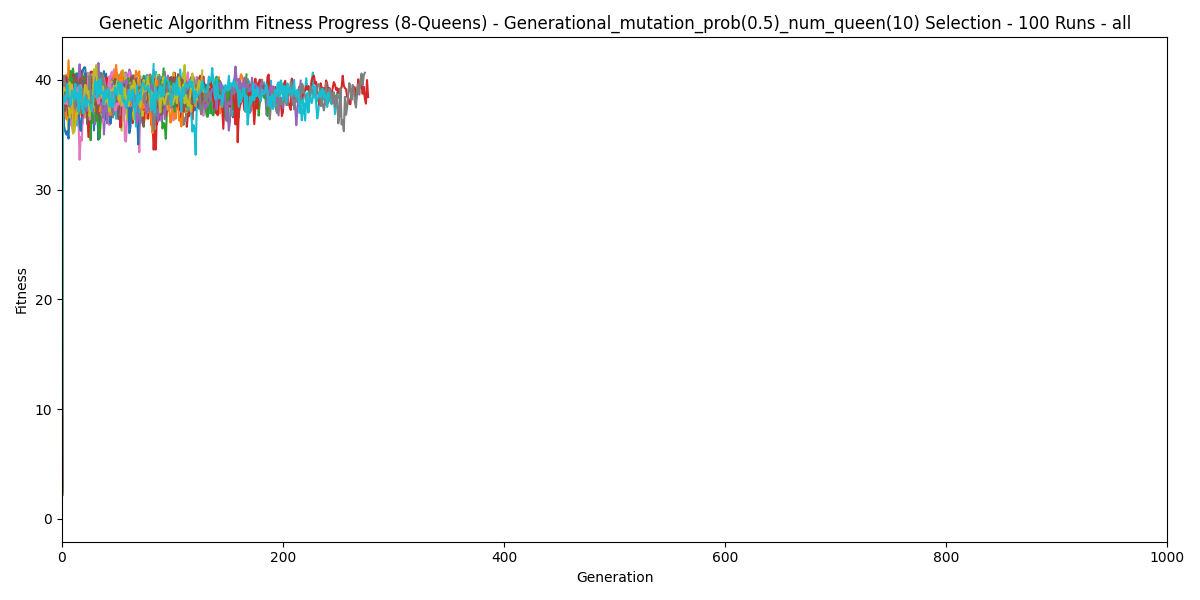 Genetic Algorithm Fitness Progress (8-Queens) - Generational_mutation_prob(0.5)_num_queen(10) Selection - 100 Runs - all
40
30
20
10
0
Fitness
0 200 400 600 800 1000
Generation